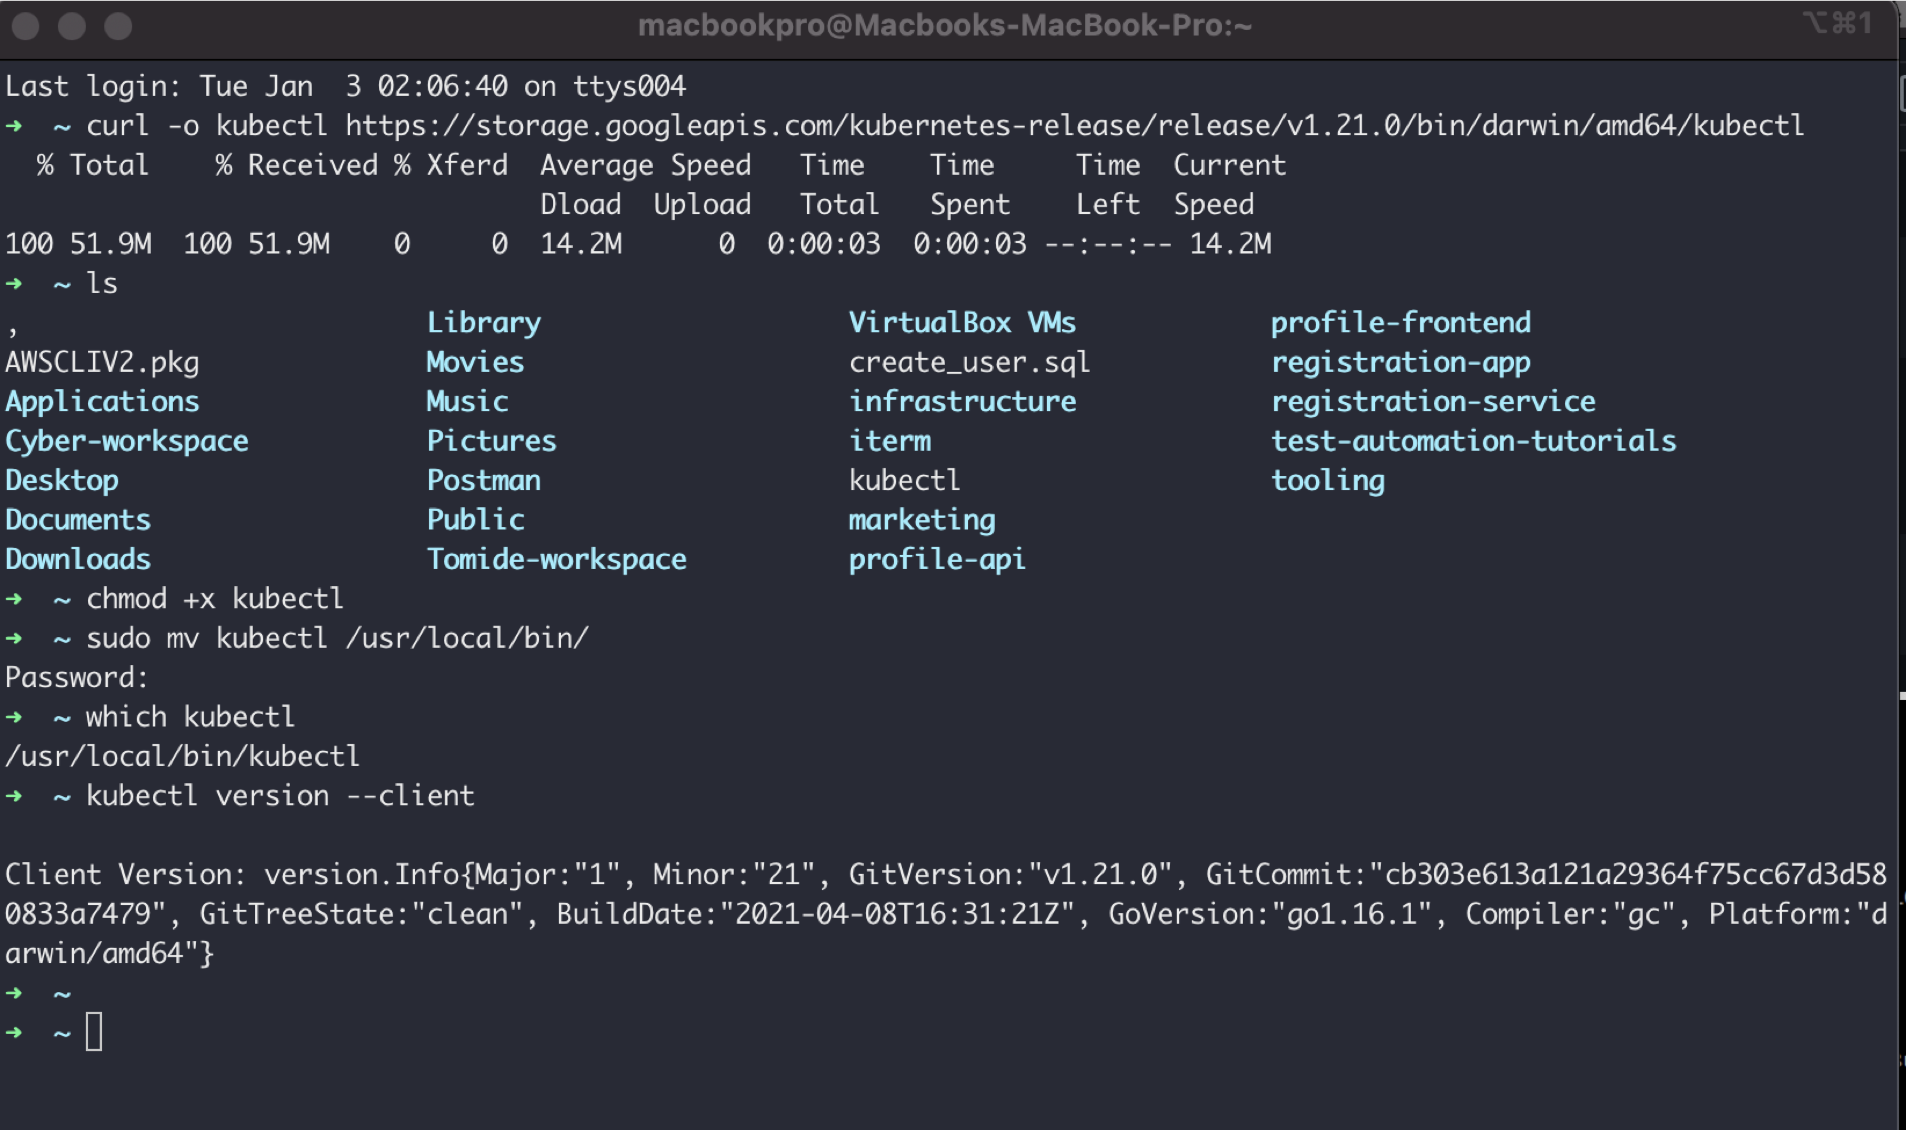 macbookpro@Macbooks-MacBook-Pro:~ ⌥⌘1
Last login: Tue Jan  3 02:06:40 on ttys004
➜  ~ curl -o kubectl https://storage.googleapis.com/kubernetes-release/release/v1.21.0/bin/darwin/amd64/kubectl
  % Total    % Received % Xferd  Average Speed   Time    Time     Time  Current
                                 Dload  Upload   Total   Spent    Left  Speed
100 51.9M  100 51.9M    0     0  14.2M      0  0:00:03  0:00:03 --:--:-- 14.2M
➜  ~ ls
,                         Library                   VirtualBox VMs            profile-frontend
AWSCLIV2.pkg              Movies                    create_user.sql           registration-app
Applications              Music                     infrastructure            registration-service
Cyber-workspace           Pictures                  iterm                     test-automation-tutorials
Desktop                   Postman                   kubectl                   tooling
Documents                 Public                    marketing
Downloads                 Tomide-workspace          profile-api
➜  ~ chmod +x kubectl
➜  ~ sudo mv kubectl /usr/local/bin/
Password:
➜  ~ which kubectl
/usr/local/bin/kubectl
➜  ~ kubectl version --client
Client Version: version.Info{Major:"1", Minor:"21", GitVersion:"v1.21.0", GitCommit:"cb303e613a121a29364f75cc67d3d58
0833a7479", GitTreeState:"clean", BuildDate:"2021-04-08T16:31:21Z", GoVersion:"go1.16.1", Compiler:"gc", Platform:"d
arwin/amd64"}
➜  ~
➜  ~